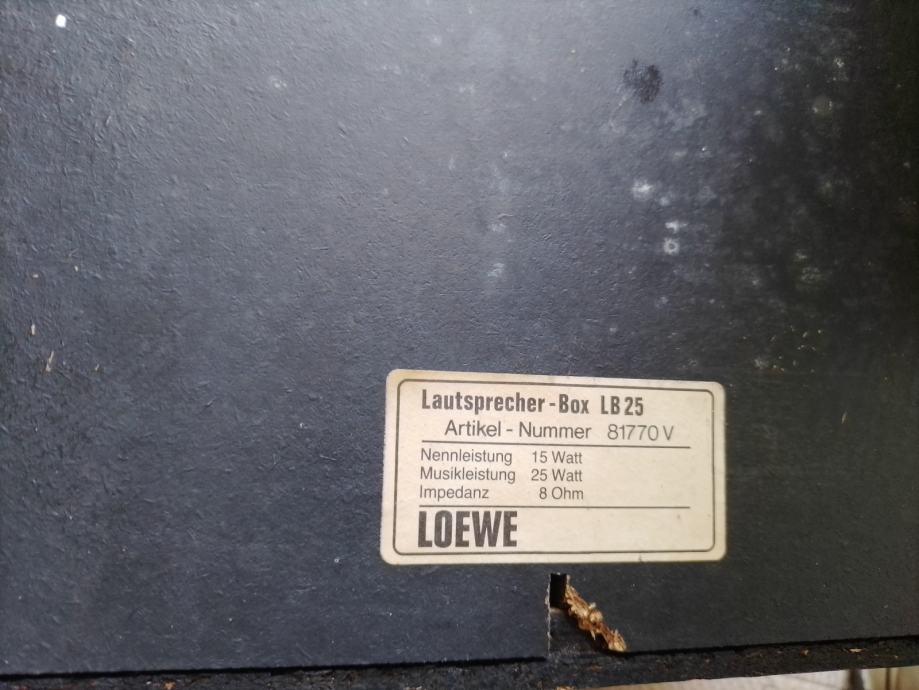 Lautsprecher - Box LB 25
Artikel - Nummer 81770 V
Nennleistung 15 Watt
Musikleistung 25 Watt
Impedanz 8 Ohm
LOEWE